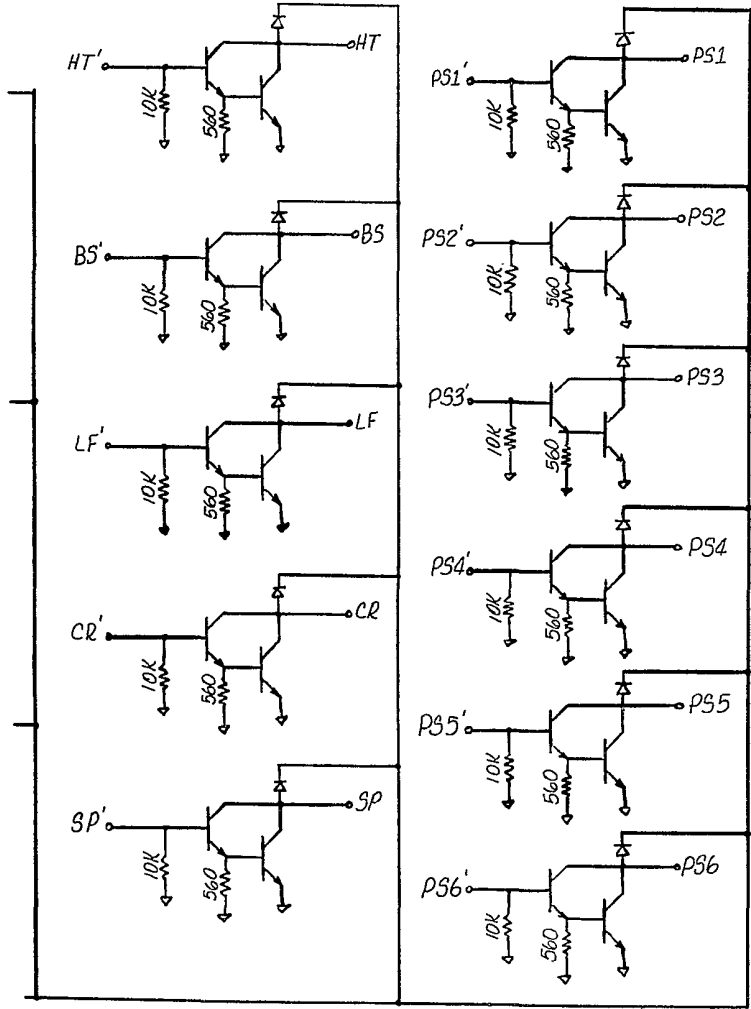 HT'
HT
10K
560
BS'
BS
10K
560
LF'
LF
10K
560
CR'
CR
10K
560
SP'
SP
10K
560
PS1'
PS1
10K
560
PS2'
PS2
10K
560
PS3'
PS3
10K
560
PS4'
PS4
10K
560
PS5'
PS5
10K
560
PS6'
PS6
10K
560